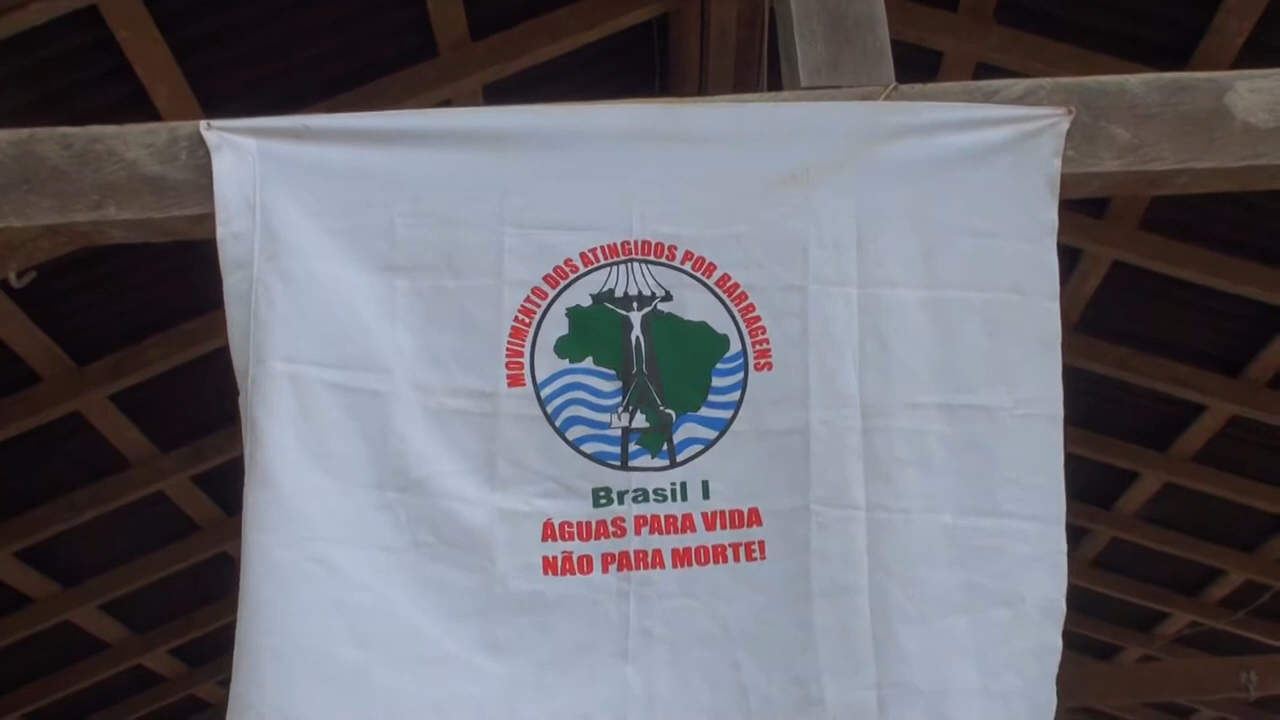 MOVIMENTO DOS ATINGIDOS POR BARRAGENS
Brasil I
ÁGUAS PARA VIDA
NÃO PARA MORTE!